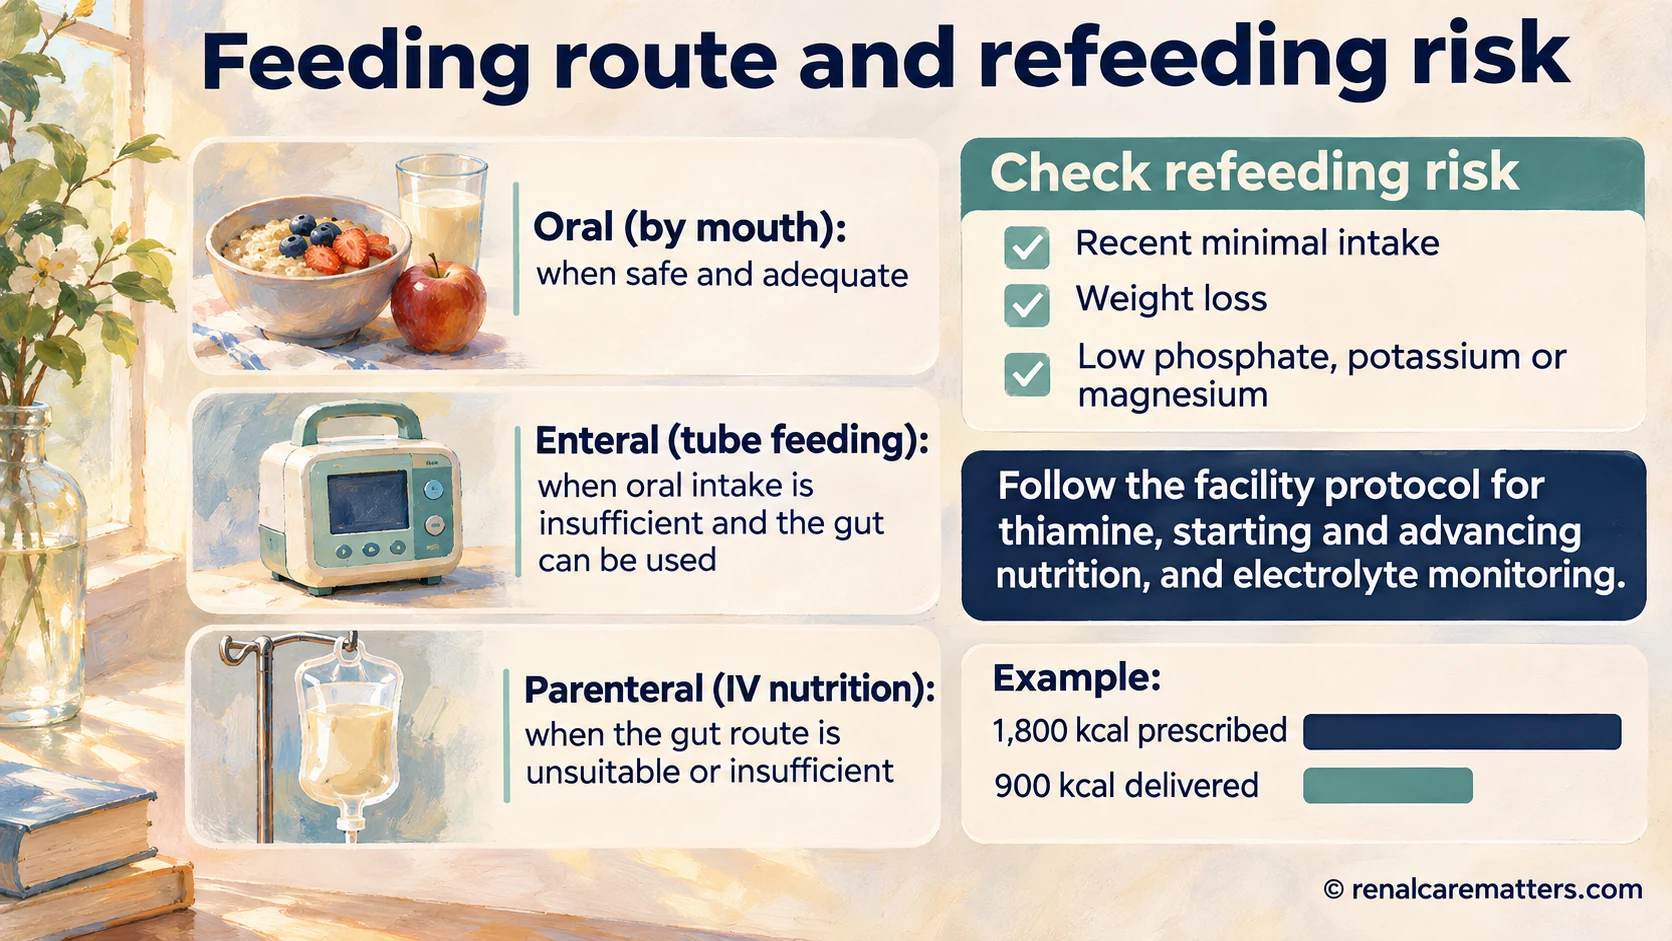 Feeding route and refeeding risk
Oral (by mouth):
when safe and adequate
Enteral (tube feeding):
when oral intake is
insufficient and the gut
can be used
Parenteral (IV nutrition):
when the gut route is
unsuitable or insufficient
Check refeeding risk
Recent minimal intake
Weight loss
Low phosphate, potassium or
magnesium
Follow the facility protocol for
thiamine, starting and advancing
nutrition, and electrolyte monitoring.
Example:
1,800 kcal prescribed
900 kcal delivered
© renalcarematters.com